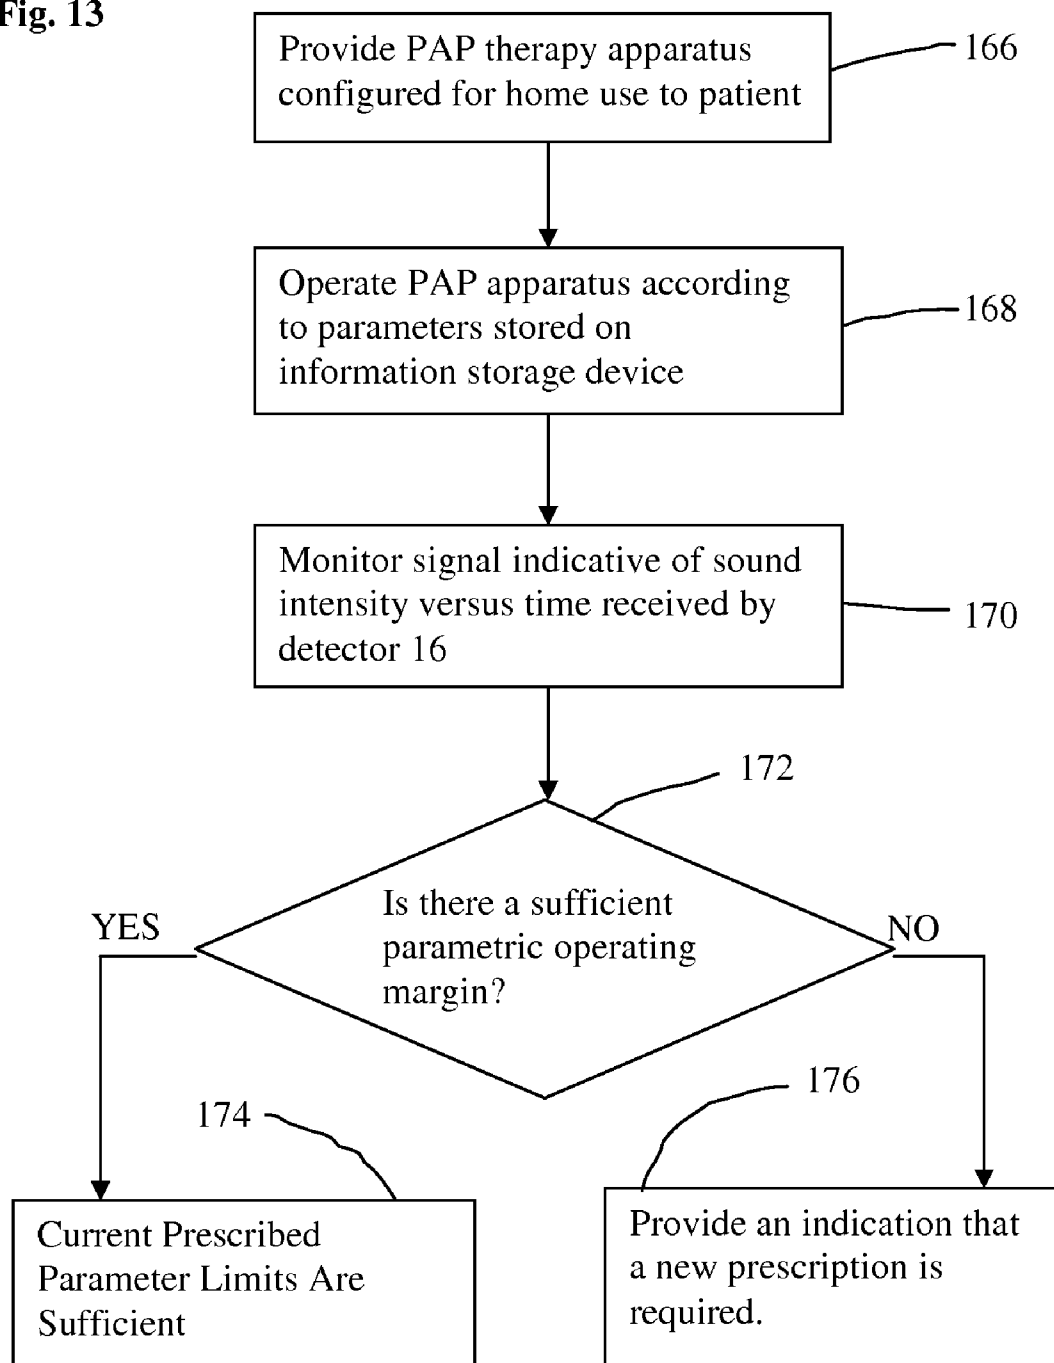 Fig. 13
Provide PAP therapy apparatus
configured for home use to patient
166
Operate PAP apparatus according
to parameters stored on
information storage device
168
Monitor signal indicative of sound
intensity versus time received by
detector 16
170
172
Is there a sufficient
parametric operating
margin?
YES
NO
174
176
Current Prescribed
Parameter Limits Are
Sufficient
Provide an indication that
a new prescription is
required.